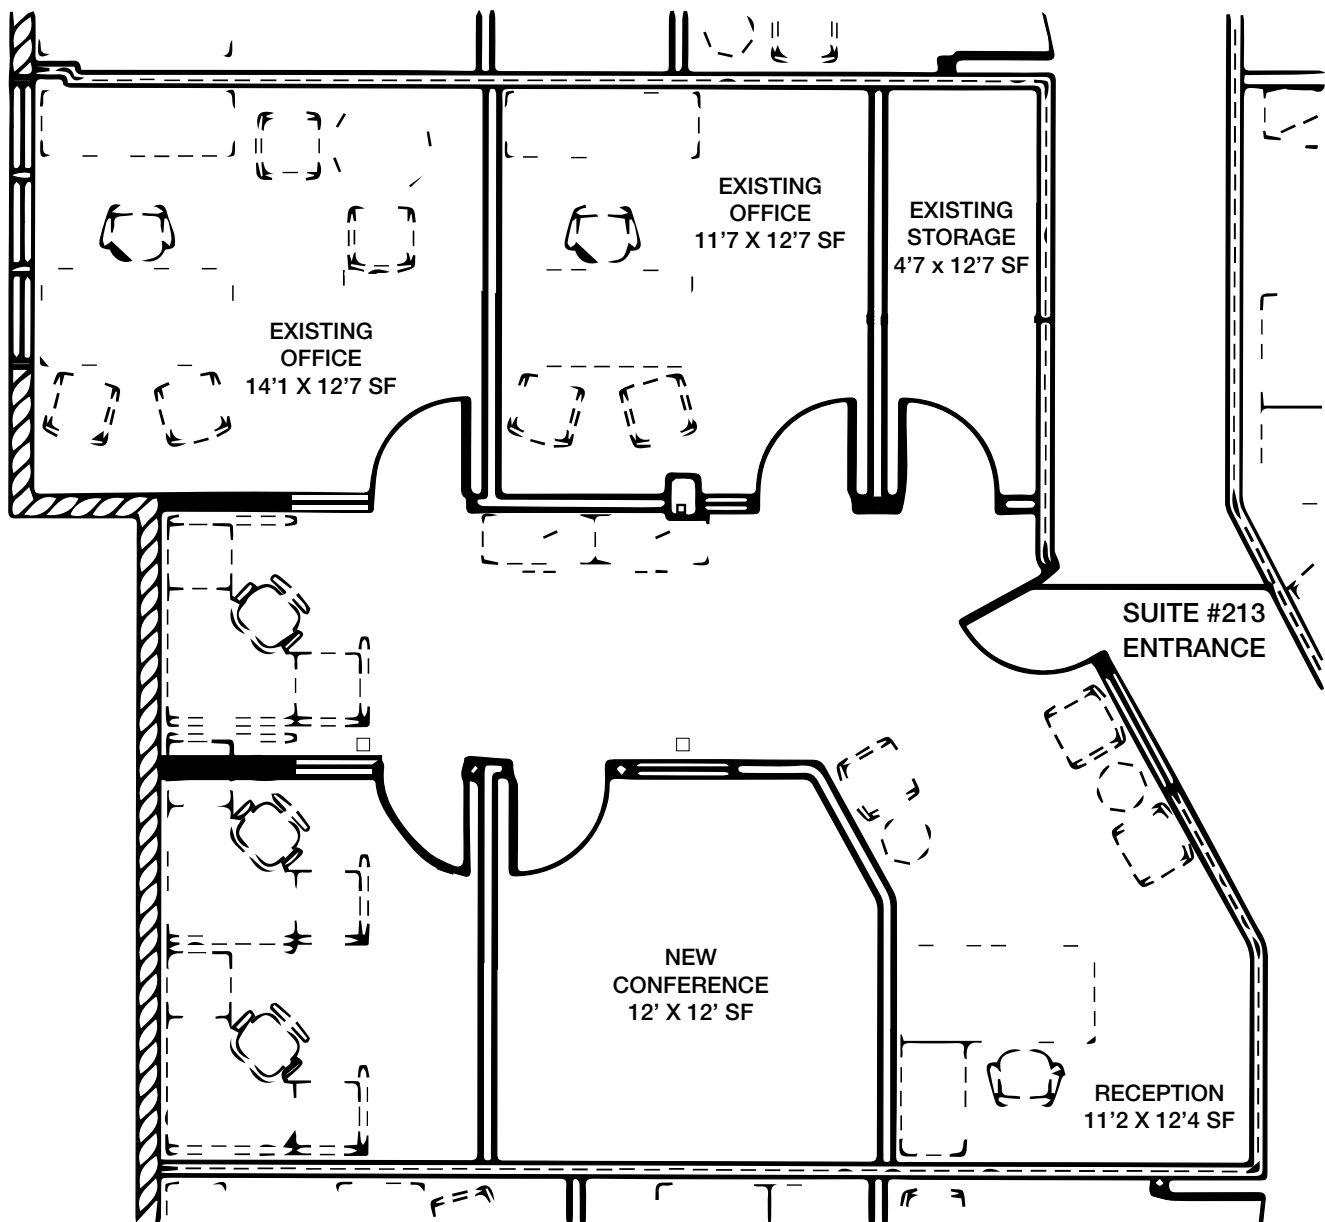 EXISTING
OFFICE
11’7 X 12’7 SF
EXISTING
STORAGE
4’7 x 12’7 SF
EXISTING
OFFICE
14’1 X 12’7 SF
SUITE #213
ENTRANCE
NEW
CONFERENCE
12’ X 12’ SF
RECEPTION
11’2 X 12’4 SF